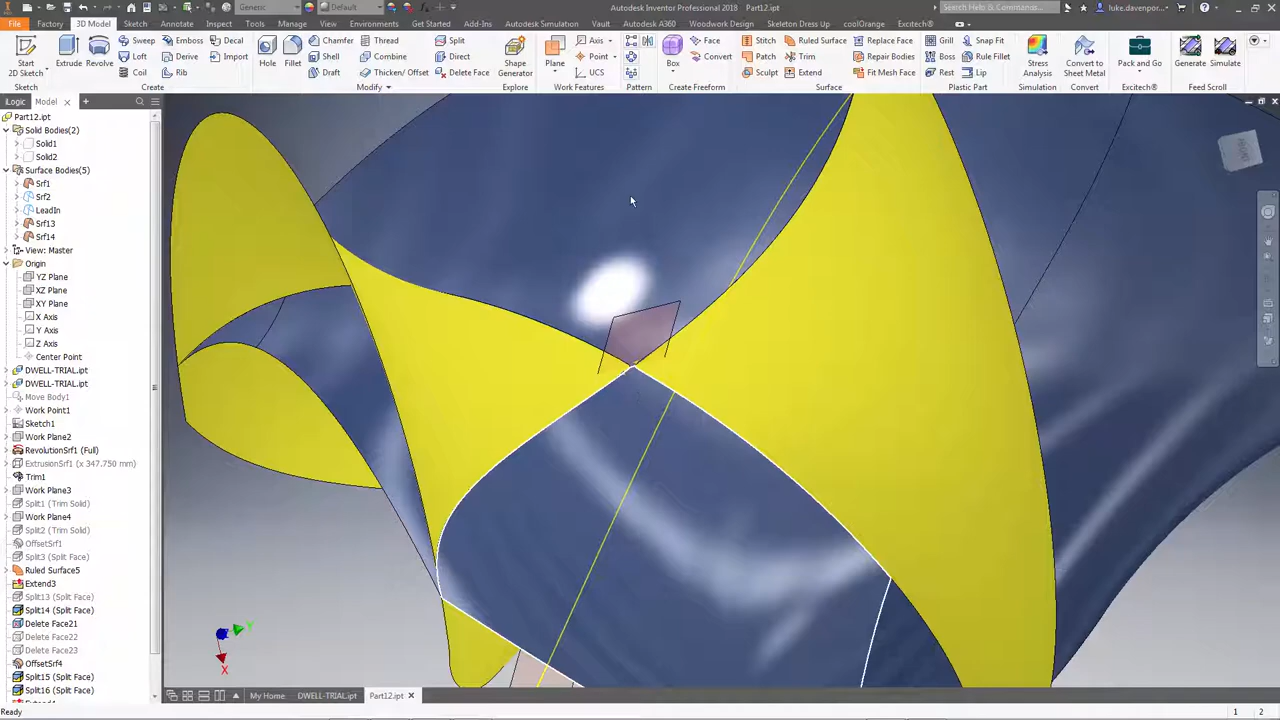 Generic
Default
Autodesk Inventor Professional 2018 Part12.ipt
Search Help & Commands...
luke.davenpor...
File Factory 3D Model Sketch Annotate Inspect Tools Manage View Environments Get Started Add-Ins Autodesk Simulation Vault Autodesk A360 Woodwork Design Skeleton Dress Up coolOrange Excitech®
Start
2D Sketch
Sketch
Extrude
Revolve
Sweep
Loft
Coil
Emboss
Derive
Rib
Decal
Import
Create
Hole
Fillet
Chamfer
Shell
Draft
Thread
Combine
Thicken/ Offset
Split
Direct
Delete Face
Modify
Shape
Generator
Explore
Plane
Axis
Point
UCS
Work Features
Pattern
Box
Face
Convert
Create Freeform
Stitch
Patch
Sculpt
Ruled Surface
Trim
Extend
Replace Face
Repair Bodies
Fit Mesh Face
Surface
Grill
Boss
Rest
Snap Fit
Rule Fillet
Lip
Plastic Part
Stress
Analysis
Simulation
Convert to
Sheet Metal
Convert
Pack and Go
Excitech®
Generate
Simulate
Feed Scroll
iLogic Model
Part12.ipt
Solid Bodies(2)
Solid1
Solid2
Surface Bodies(5)
Srf1
Srf2
LeadIn
Srf13
Srf14
View: Master
Origin
YZ Plane
XZ Plane
XY Plane
X Axis
Y Axis
Z Axis
Center Point
DWELL-TRIAL.ipt
DWELL-TRIAL.ipt
Move Body1
Work Point1
Sketch1
Work Plane2
RevolutionSrf1 (Full)
ExtrusionSrf1 (x 347.750 mm)
Trim1
Work Plane3
Split1 (Trim Solid)
Work Plane4
Split2 (Trim Solid)
OffsetSrf1
Split3 (Split Face)
Ruled Surface5
Extend3
Split13 (Split Face)
Split14 (Split Face)
Delete Face21
Delete Face22
Delete Face23
OffsetSrf4
Split15 (Split Face)
Split16 (Split Face)
Y
X
My Home DWELL-TRIAL.ipt Part12.ipt
Ready
1 2